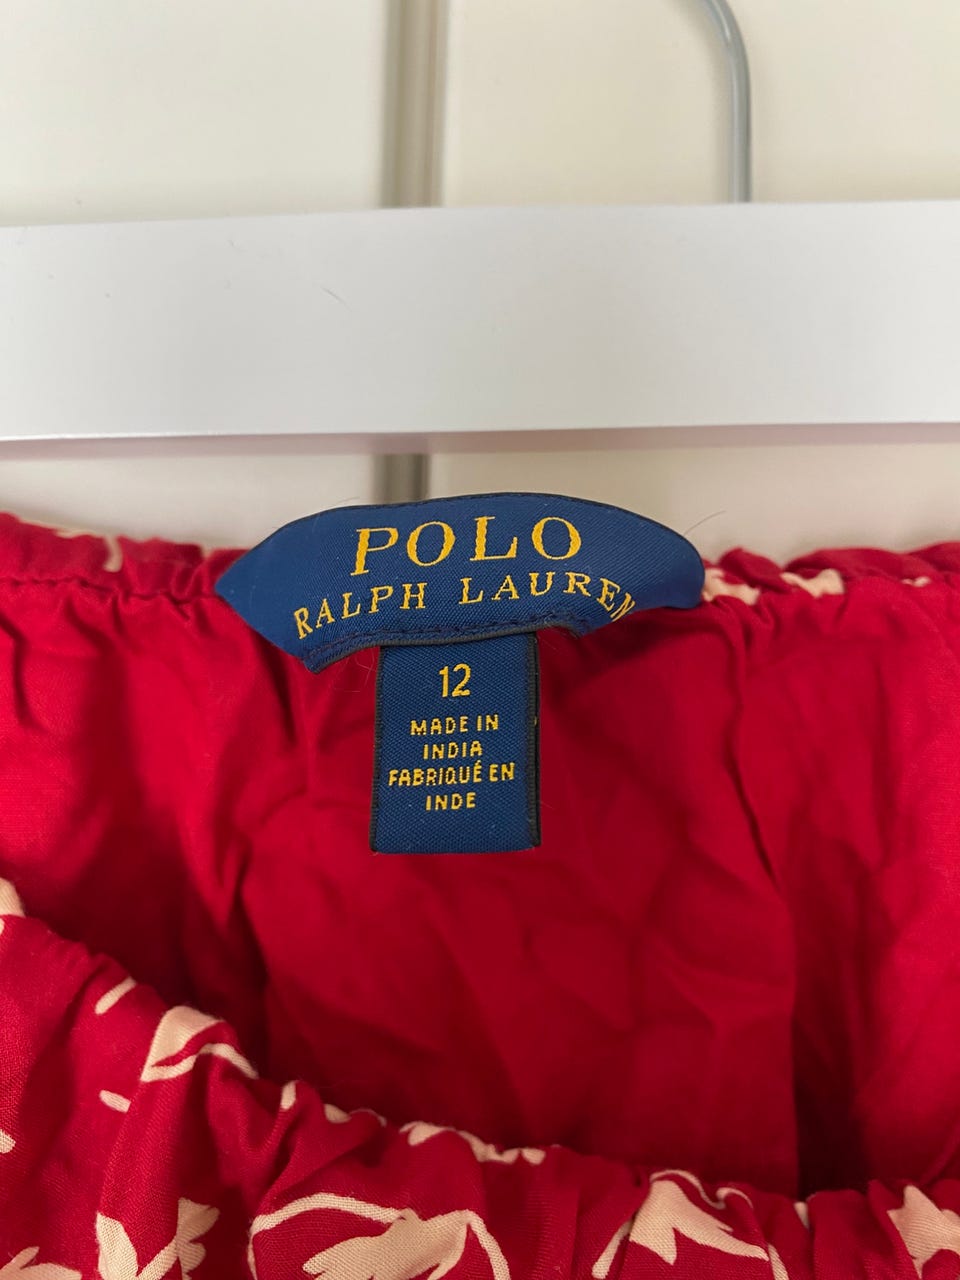 POLO
RALPH LAUREN
12
MADE IN
INDIA
FABRIQUÉ EN
INDE